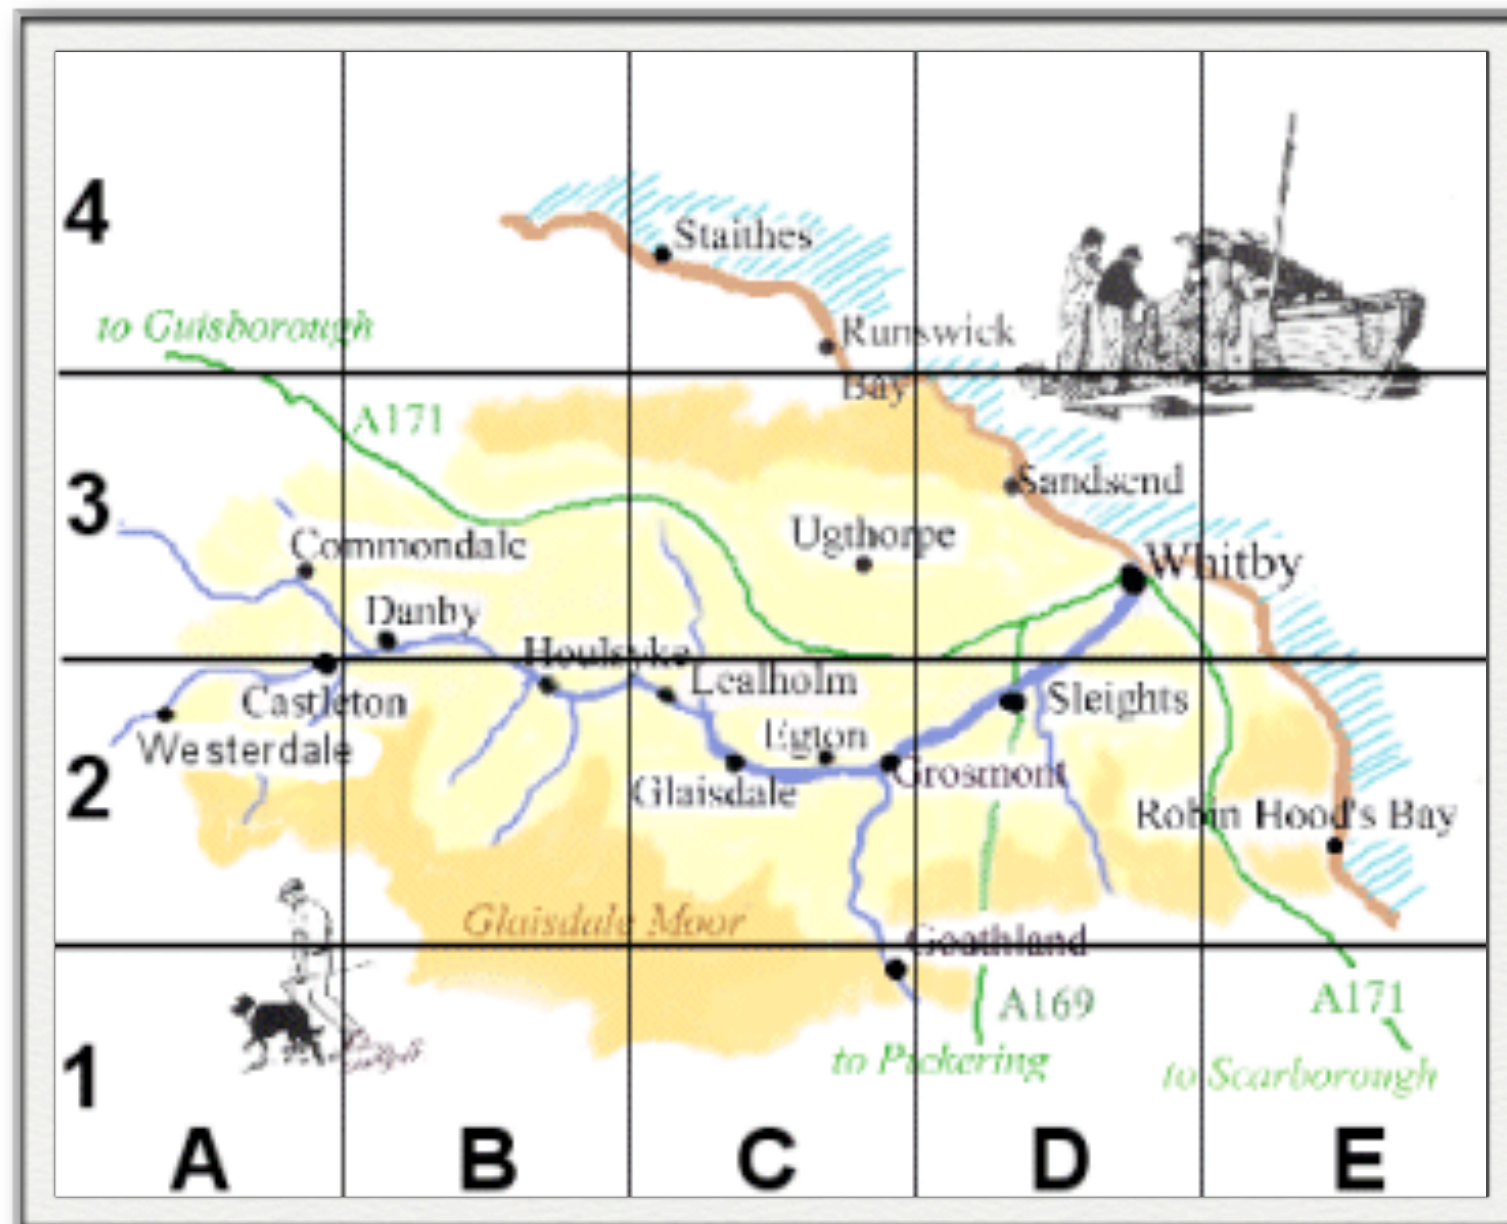 4
Staithes
to Guisborough
Runswick
Bay
A171
3
Sandsend
Ugthorpe
Commondale
Whitby
Danby
Houlsyke
Lealholm
Castleton
Sleights
Westerdale
Egton
2
Glaisdale
Grosmont
Robin Hood's Bay
Glaisdale Moor
Goathland
A169
A171
to Pickering
to Scarborough
1
A B C D E